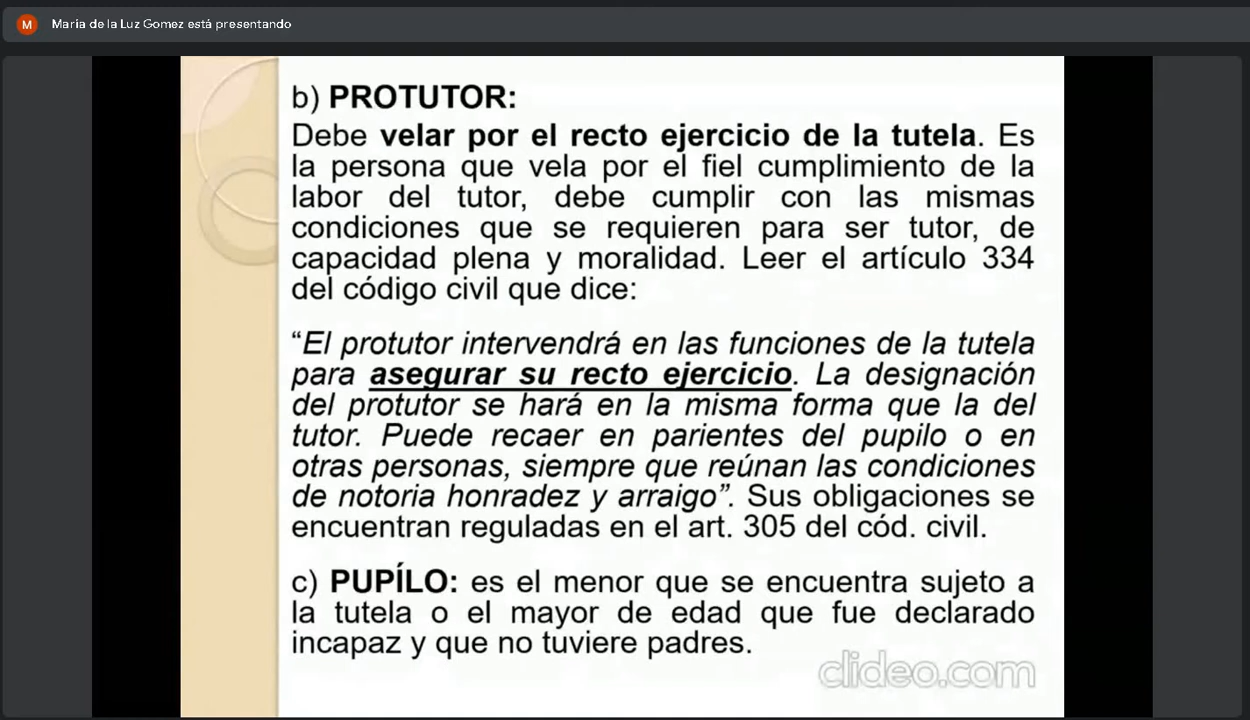 M María de la Luz Gomez está presentando
b) PROTUTOR:
Debe velar por el recto ejercicio de la tutela. Es
la persona que vela por el fiel cumplimiento de la
labor del tutor, debe cumplir con las mismas
condiciones que se requieren para ser tutor, de
capacidad plena y moralidad. Leer el artículo 334
del código civil que dice:
“El protutor intervendrá en las funciones de la tutela
para asegurar su recto ejercicio. La designación
del protutor se hará en la misma forma que la del
tutor. Puede recaer en parientes del pupilo o en
otras personas, siempre que reúnan las condiciones
de notoria honradez y arraigo”. Sus obligaciones se
encuentran reguladas en el art. 305 del cód. civil.
c) PUPÍLO: es el menor que se encuentra sujeto a
la tutela o el mayor de edad que fue declarado
incapaz y que no tuviere padres.
clideo.com